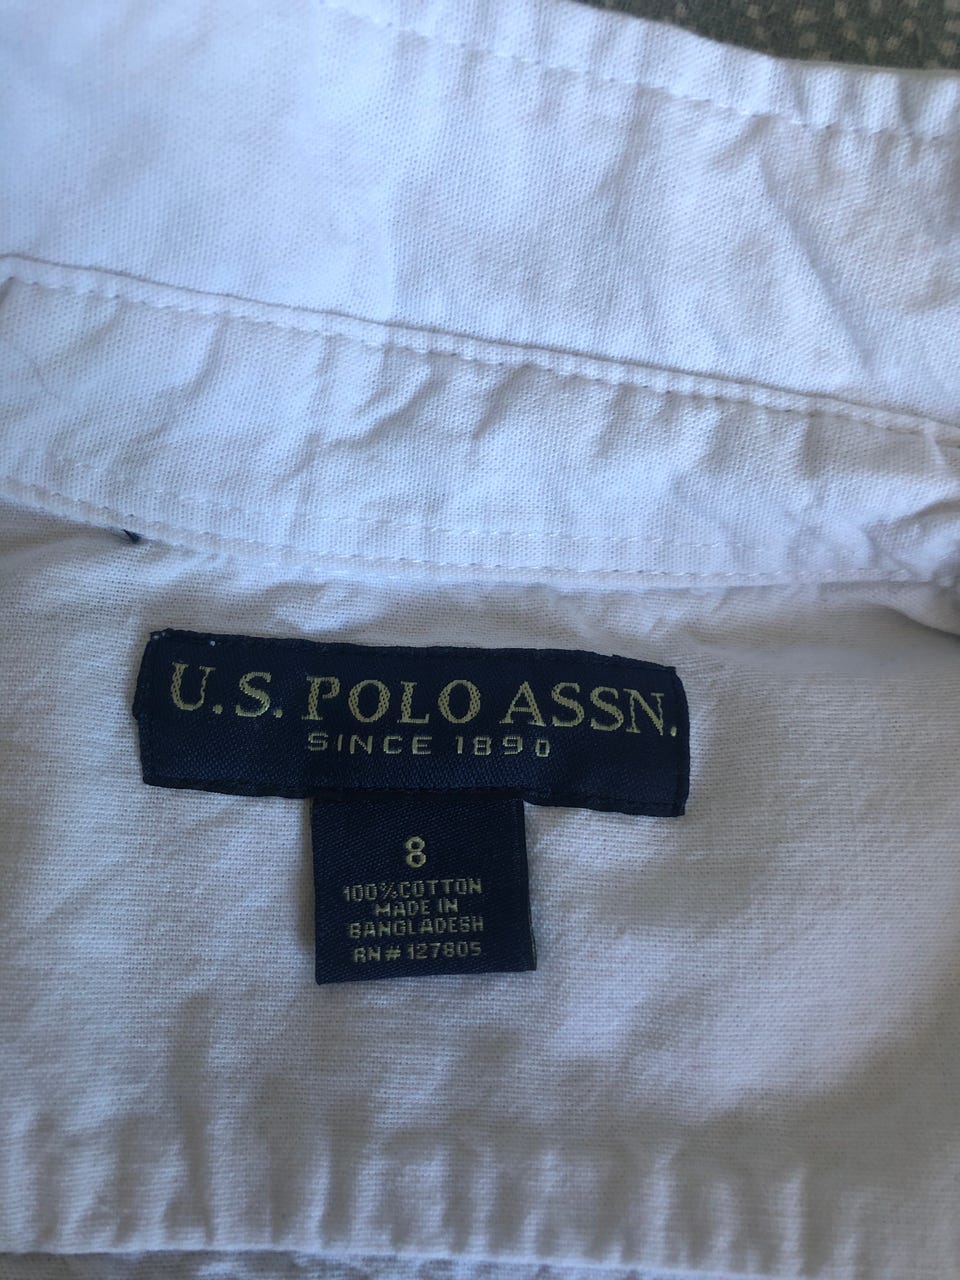 U.S. POLO ASSN.
SINCE 1890
8
100% COTTON
MADE IN
BANGLADESH
RN# 127805